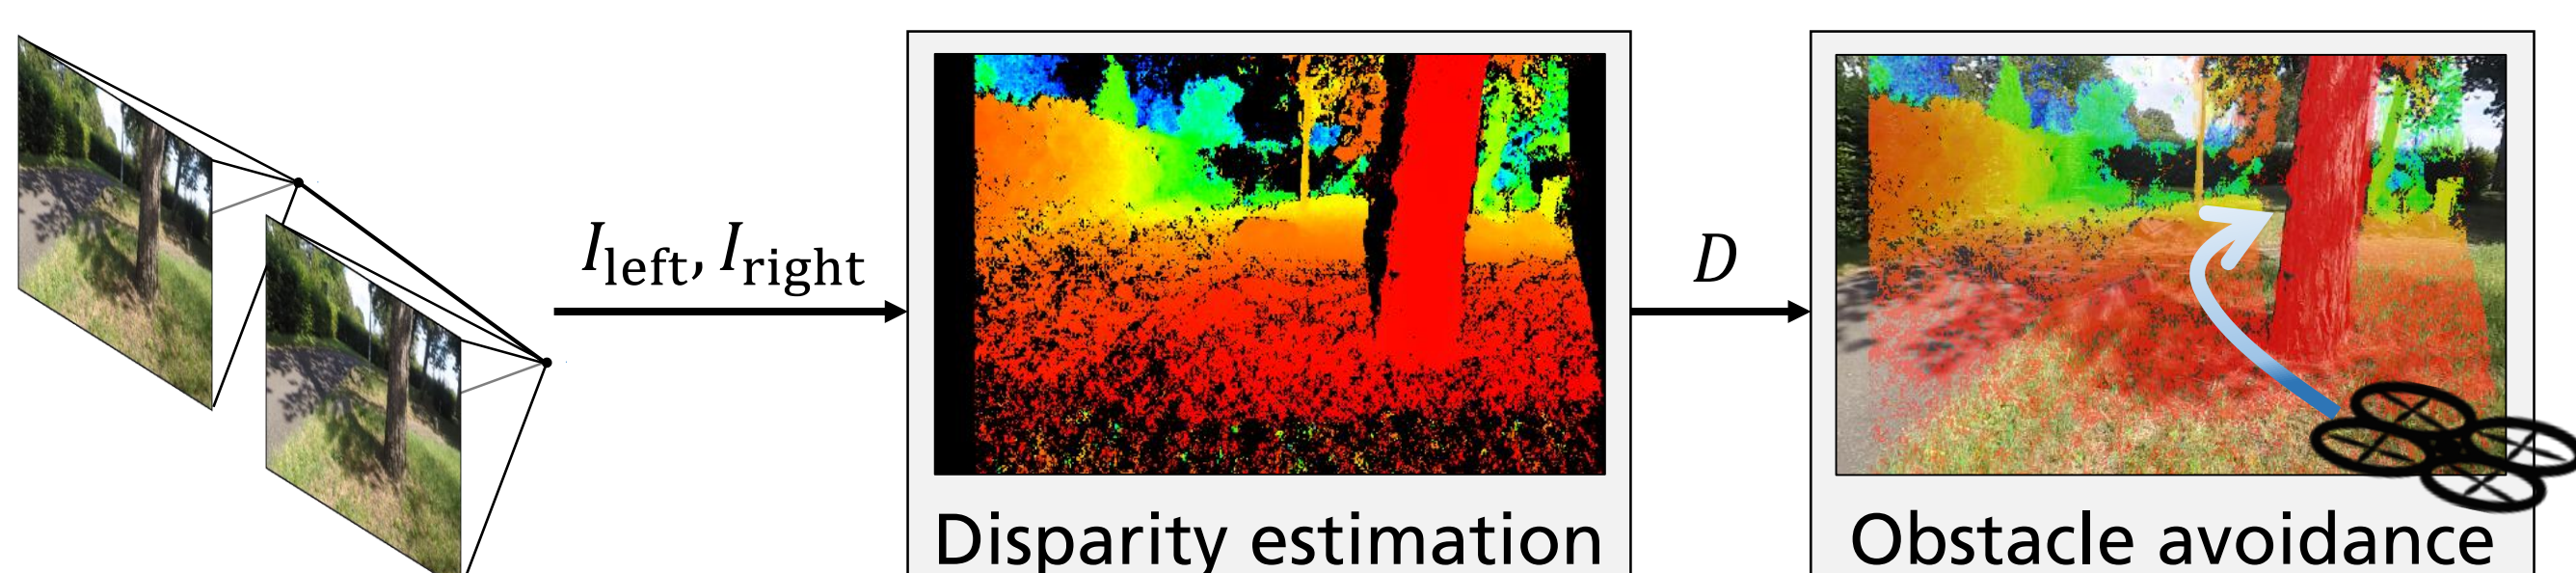 I_left, I_right
D
Disparity estimation
Obstacle avoidance